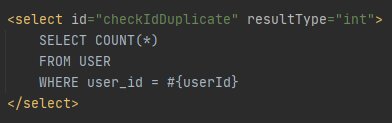 <select id="checkIdDuplicate" resultType="int">
    SELECT COUNT(*)
    FROM USER
    WHERE user_id = #{userId}
</select>